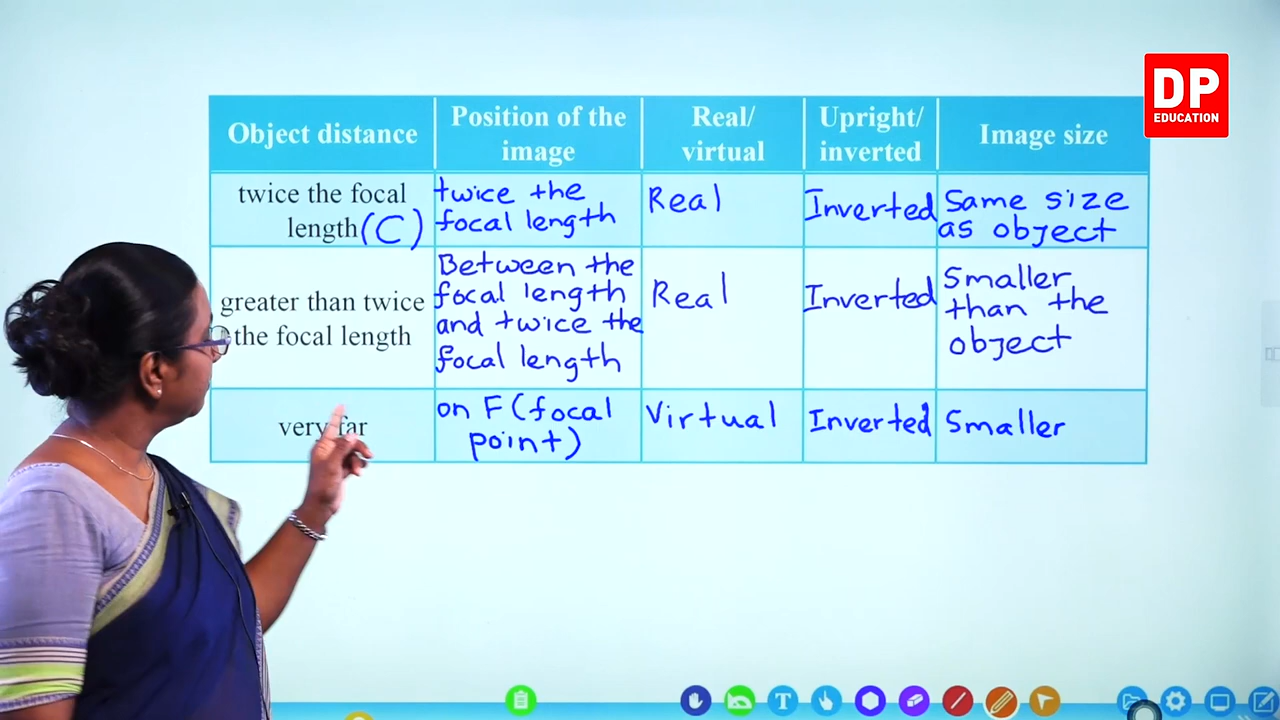 DP
EDUCATION
Object distance
Position of the
image
Real/
virtual
Upright/
inverted
Image size
twice the focal
length (C)
twice the
focal length
Real
Inverted
Same size
as object
greater than twice
the focal length
Between the
focal length
and twice the
focal length
Real
Inverted
Smaller
than the
object
very far
on F (focal
point)
Virtual
Inverted
Smaller
T